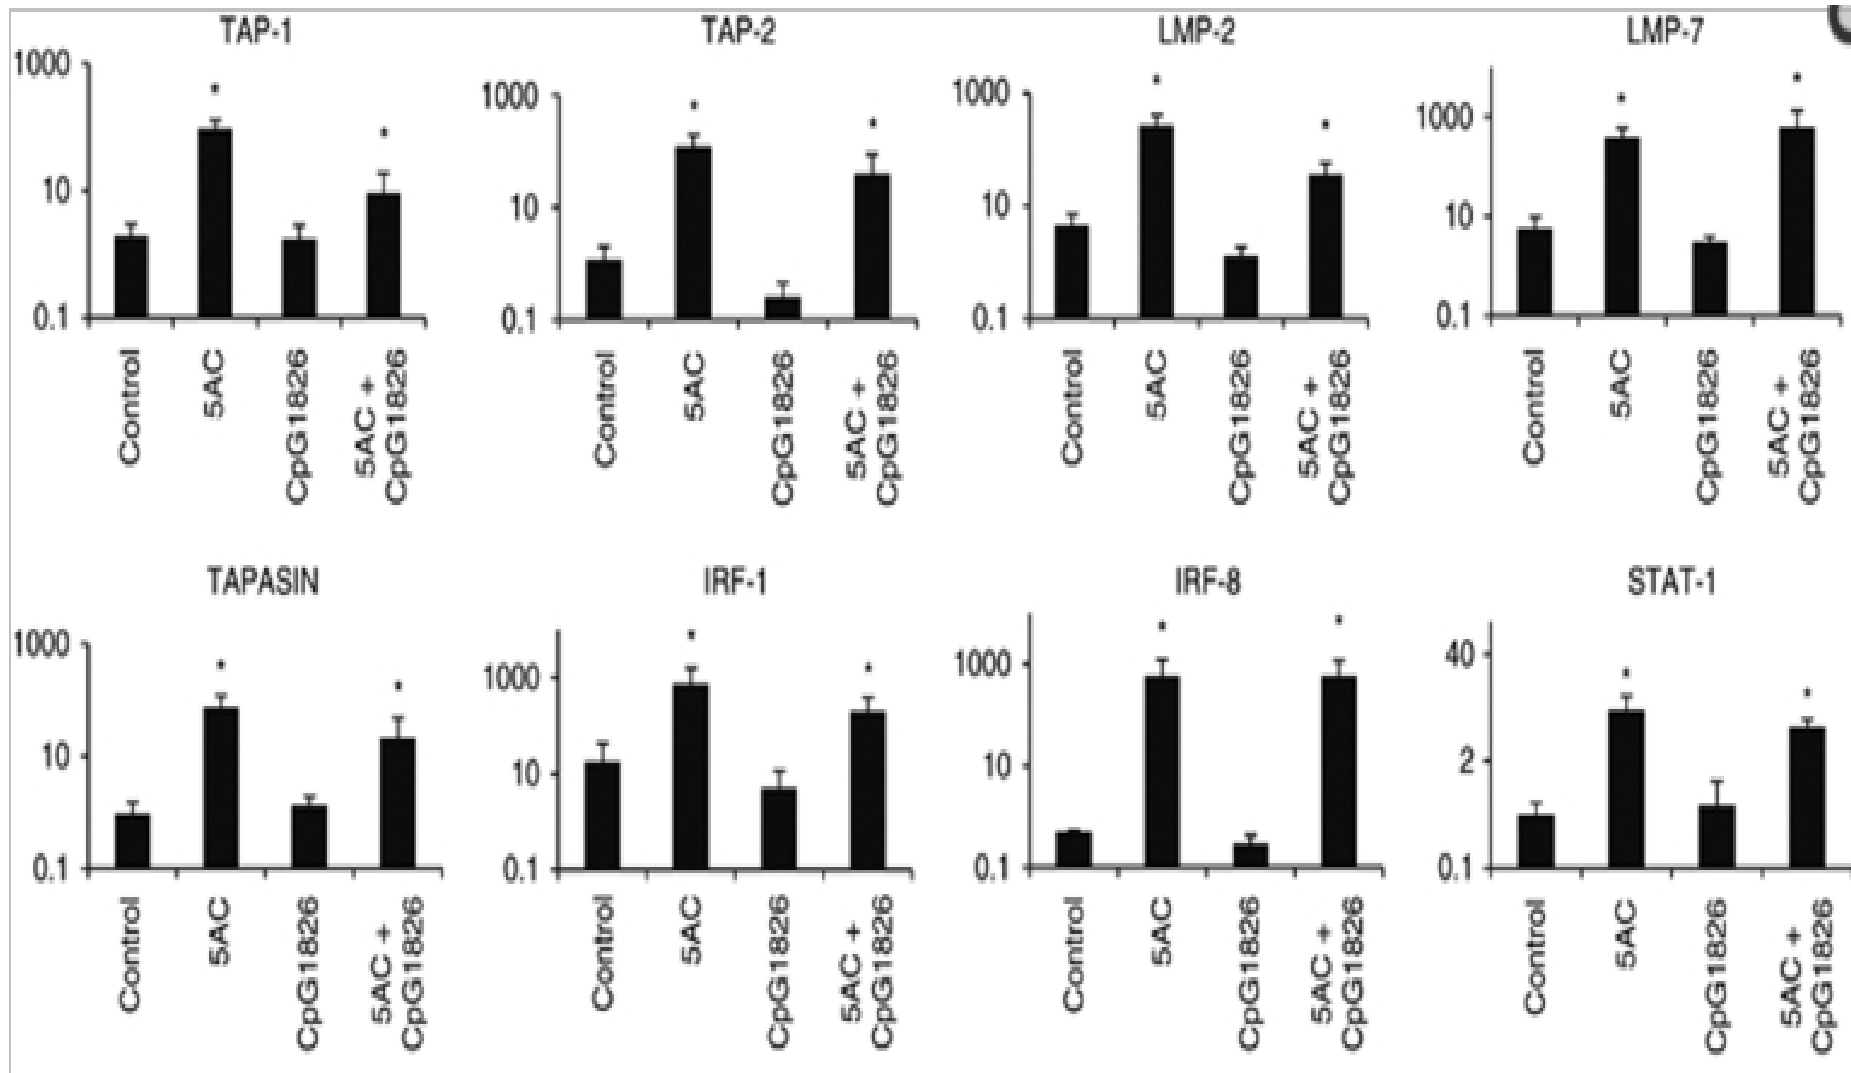 TAP-1
1000
10
0.1
Control
5AC
CpG1826
5AC +
CpG1826
TAP-2
1000
10
0.1
Control
5AC
CpG1826
5AC +
CpG1826
LMP-2
1000
10
0.1
Control
5AC
CpG1826
5AC +
CpG1826
LMP-7
1000
10
0.1
Control
5AC
CpG1826
5AC +
CpG1826
TAPASIN
1000
10
0.1
Control
5AC
CpG1826
5AC +
CpG1826
IRF-1
1000
10
0.1
Control
5AC
CpG1826
5AC +
CpG1826
IRF-8
1000
10
0.1
Control
5AC
CpG1826
5AC +
CpG1826
STAT-1
40
2
0.1
Control
5AC
CpG1826
5AC +
CpG1826